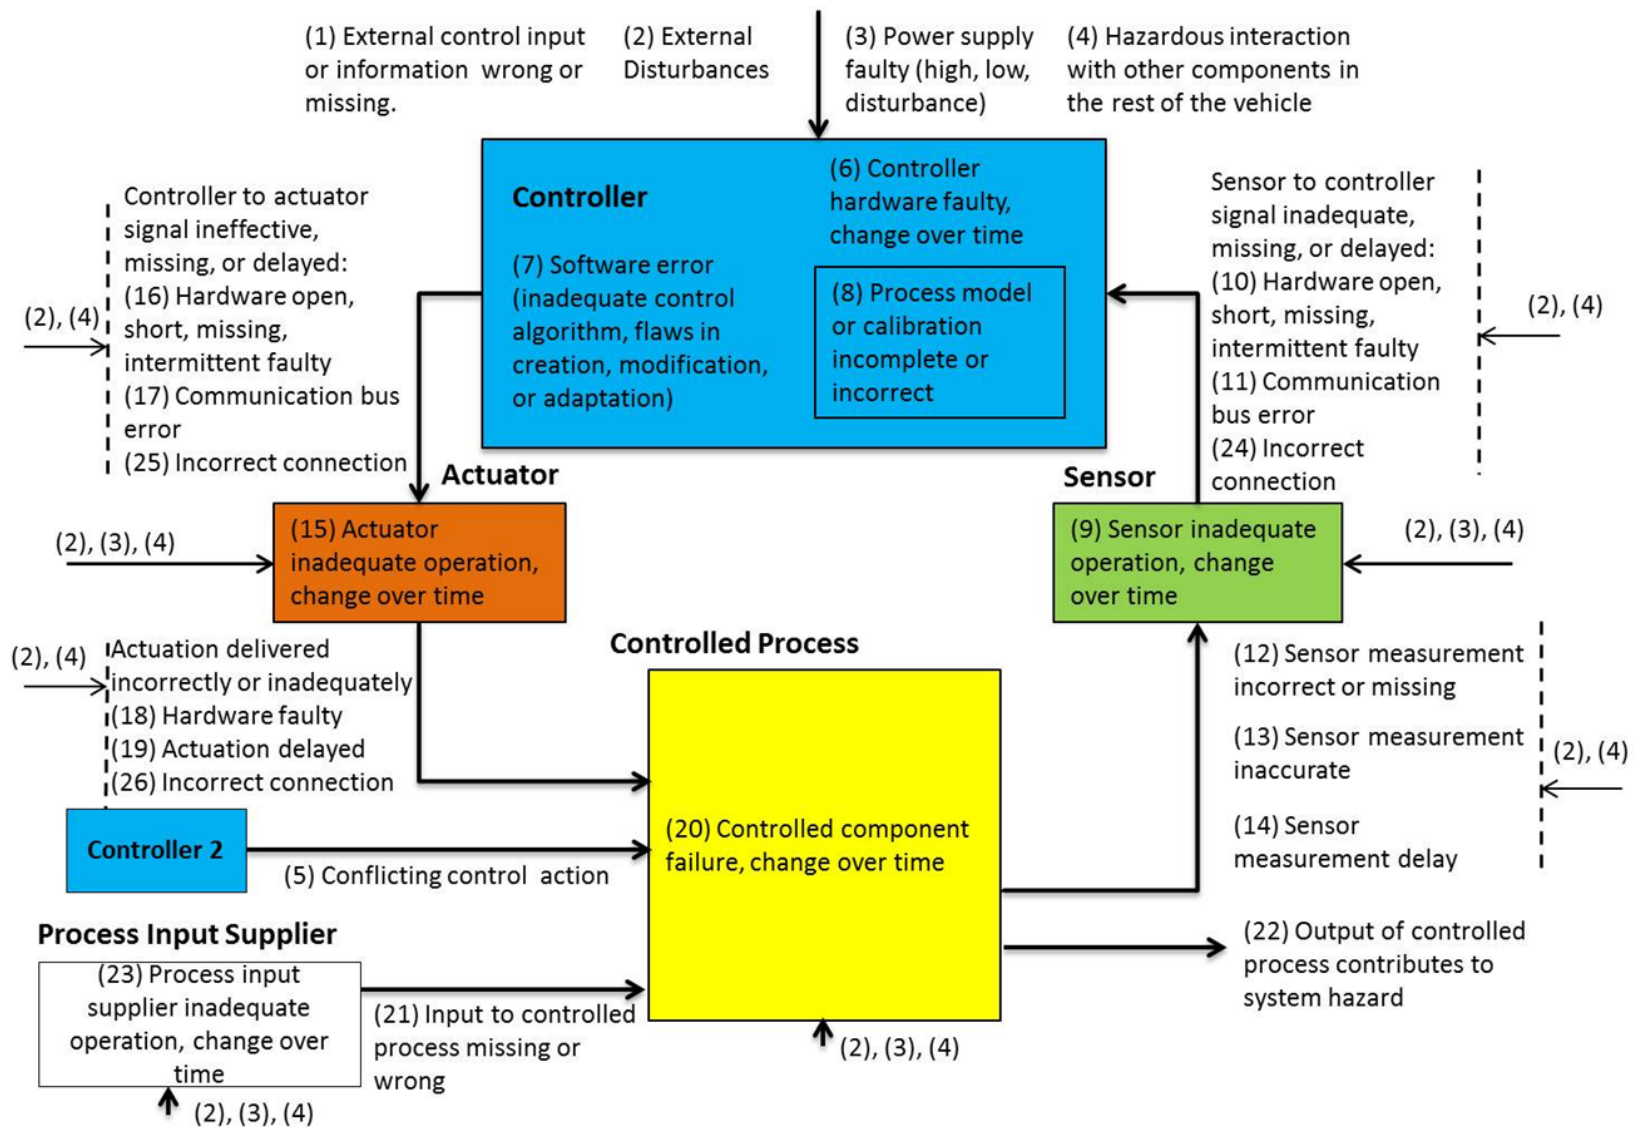 (1) External control input
or information wrong or
missing.
(2) External
Disturbances
(3) Power supply
faulty (high, low,
disturbance)
(4) Hazardous interaction
with other components in
the rest of the vehicle
Controller to actuator
signal ineffective,
missing, or delayed:
(16) Hardware open,
short, missing,
intermittent faulty
(17) Communication bus
error
(25) Incorrect connection
(2), (4)
Controller
(7) Software error
(inadequate control
algorithm, flaws in
creation, modification,
or adaptation)
(6) Controller
hardware faulty,
change over time
(8) Process model
or calibration
incomplete or
incorrect
Sensor to controller
signal inadequate,
missing, or delayed:
(10) Hardware open,
short, missing,
intermittent faulty
(11) Communication
bus error
(24) Incorrect
connection
(2), (4)
Actuator
(15) Actuator
inadequate operation,
change over time
(2), (3), (4)
Sensor
(9) Sensor inadequate
operation, change
over time
(2), (3), (4)
(2), (4)
Actuation delivered
incorrectly or inadequately
(18) Hardware faulty
(19) Actuation delayed
(26) Incorrect connection
Controlled Process
(20) Controlled component
failure, change over time
(2), (3), (4)
(12) Sensor measurement
incorrect or missing
(13) Sensor measurement
inaccurate
(14) Sensor
measurement delay
(2), (4)
Controller 2
(5) Conflicting control action
Process Input Supplier
(23) Process input
supplier inadequate
operation, change over
time
(2), (3), (4)
(21) Input to controlled
process missing or
wrong
(22) Output of controlled
process contributes to
system hazard